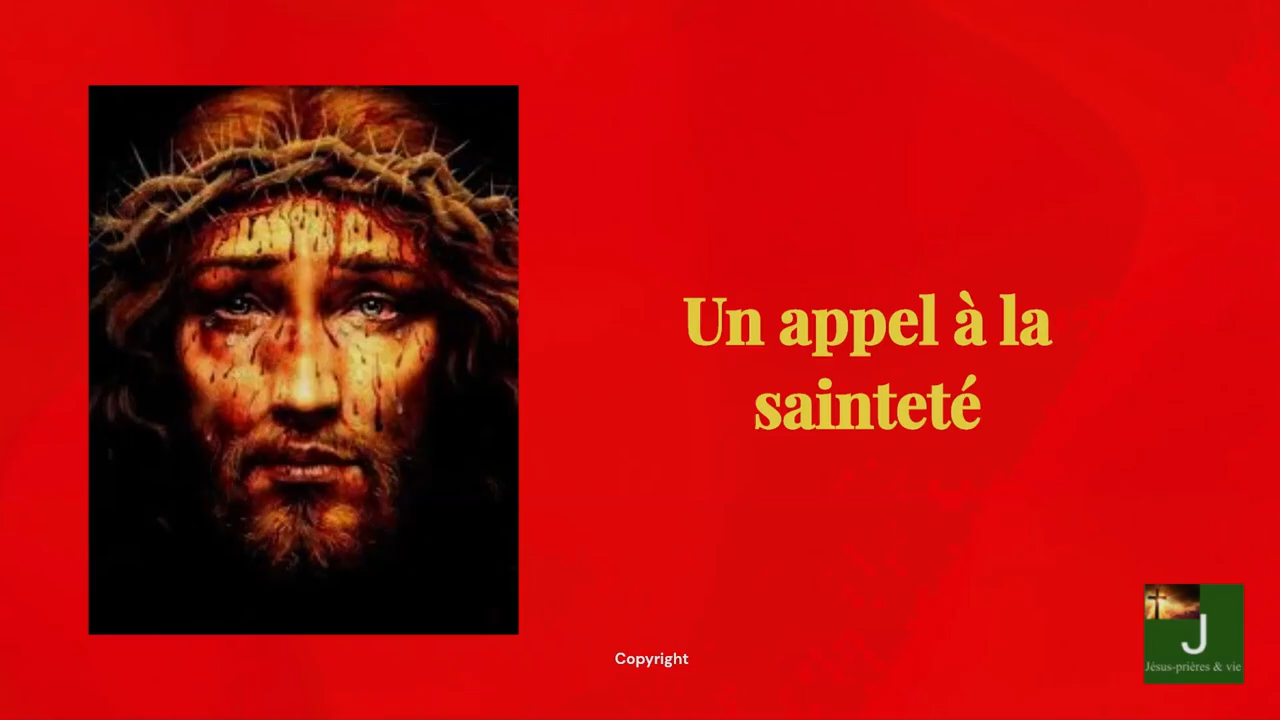 Un appel à la
sainteté
Copyright
J
Jésus-prières & vie